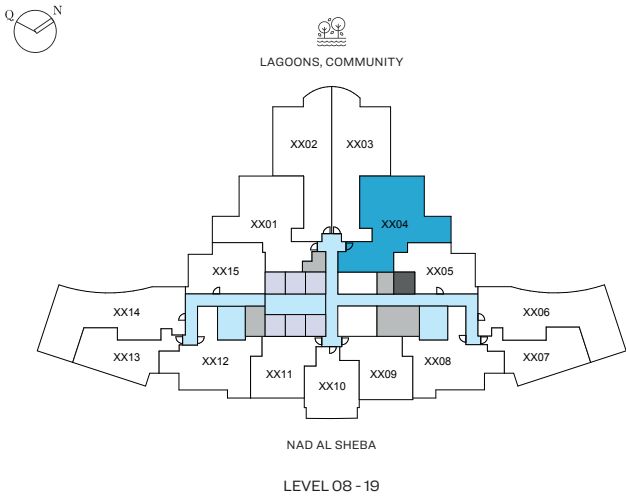 Q N
LAGOONS, COMMUNITY
XX02 XX03
XX01 XX04
XX15 XX05
XX14 XX06
XX13 XX12 XX11 XX10 XX09 XX08 XX07
NAD AL SHEBA
LEVEL 08 - 19